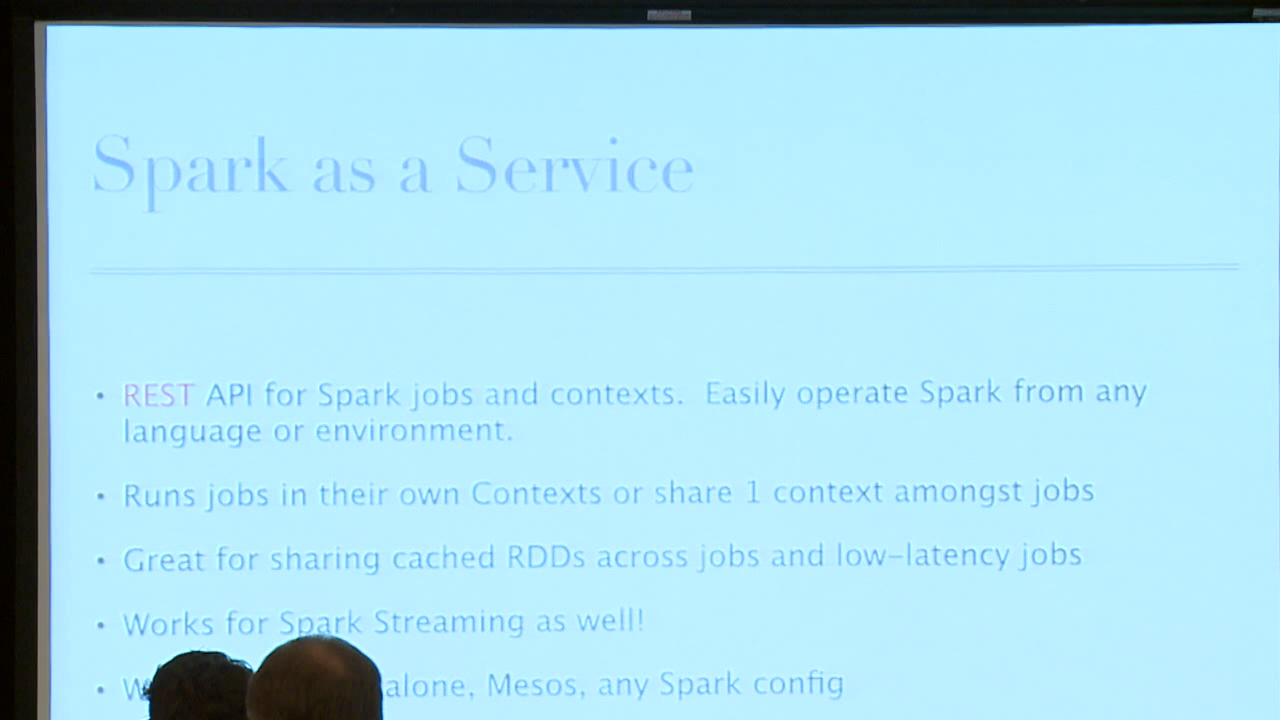 Spark as a Service
• REST API for Spark jobs and contexts. Easily operate Spark from any
language or environment.
• Runs jobs in their own Contexts or share 1 context amongst jobs
• Great for sharing cached RDDs across jobs and low-latency jobs
• Works for Spark Streaming as well!
• alone, Mesos, any Spark config